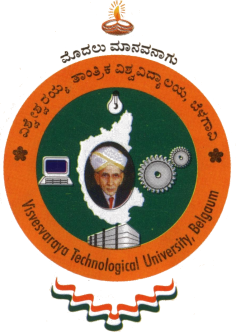 ಮೊದಲು ಮಾನವನಾಗು
ವಿಶ್ವೇಶ್ವರಯ್ಯ ತಾಂತ್ರಿಕ ವಿಶ್ವವಿದ್ಯಾಲಯ, ಬೆಳಗಾವಿ
Visvesvaraya Technological University, Belgaum